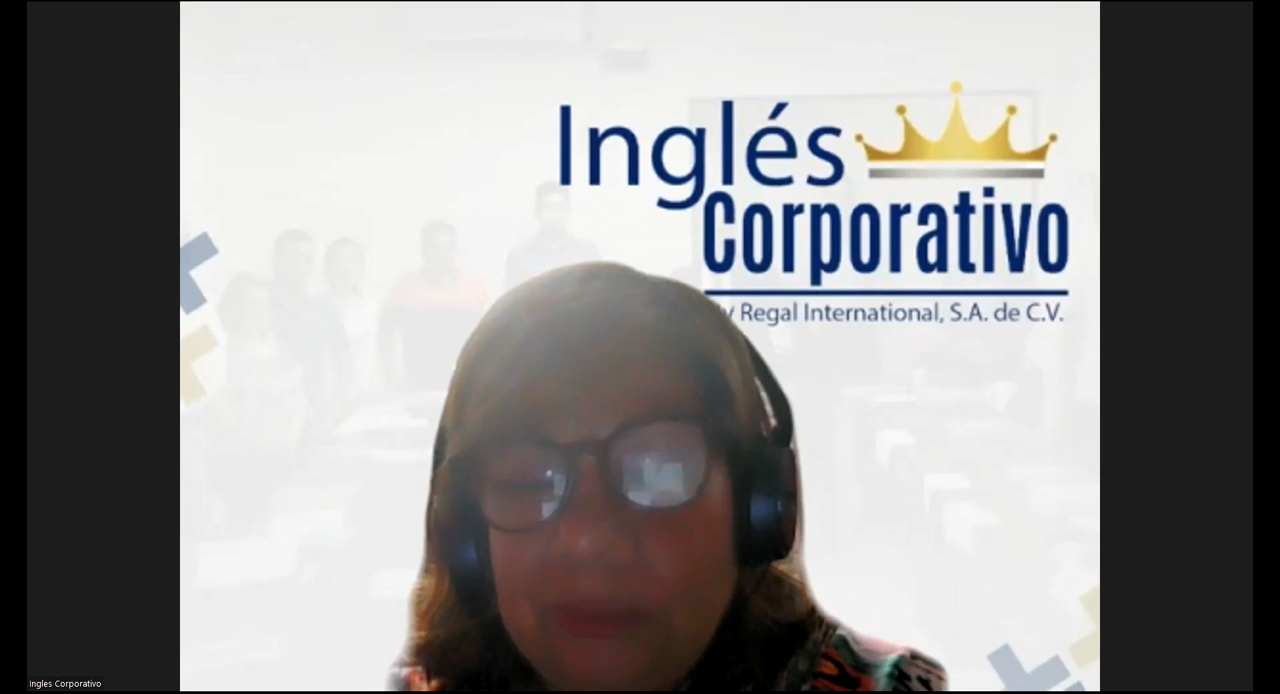 Inglés
Corporativo
Regal International, S.A. de C.V.
Ingles Corporativo